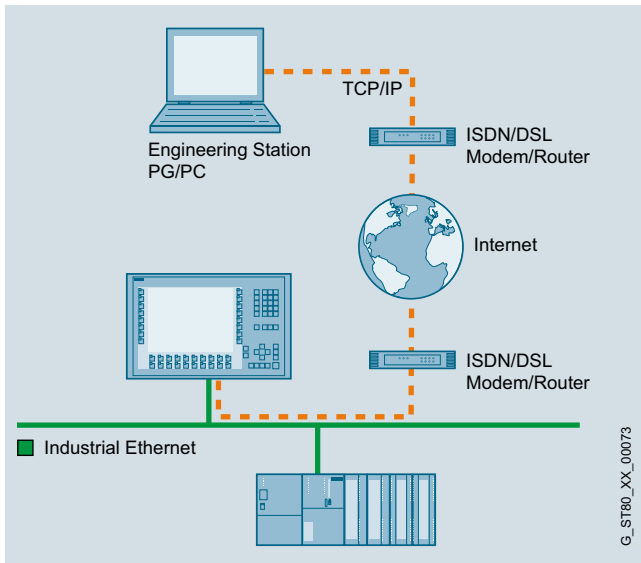 TCP/IP
Engineering Station
PG/PC
ISDN/DSL
Modem/Router
Internet
ISDN/DSL
Modem/Router
Industrial Ethernet
G_ST80_XX_00073